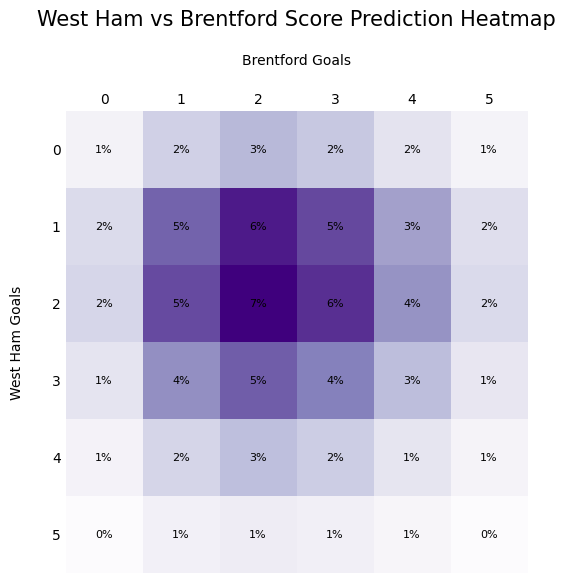 West Ham vs Brentford Score Prediction Heatmap
Brentford Goals
0 1 2 3 4 5
0 1% 2% 3% 2% 2% 1%
1 2% 5% 6% 5% 3% 2%
2 2% 5% 7% 6% 4% 2%
3 1% 4% 5% 4% 3% 1%
4 1% 2% 3% 2% 1% 1%
5 0% 1% 1% 1% 1% 0%
West Ham Goals